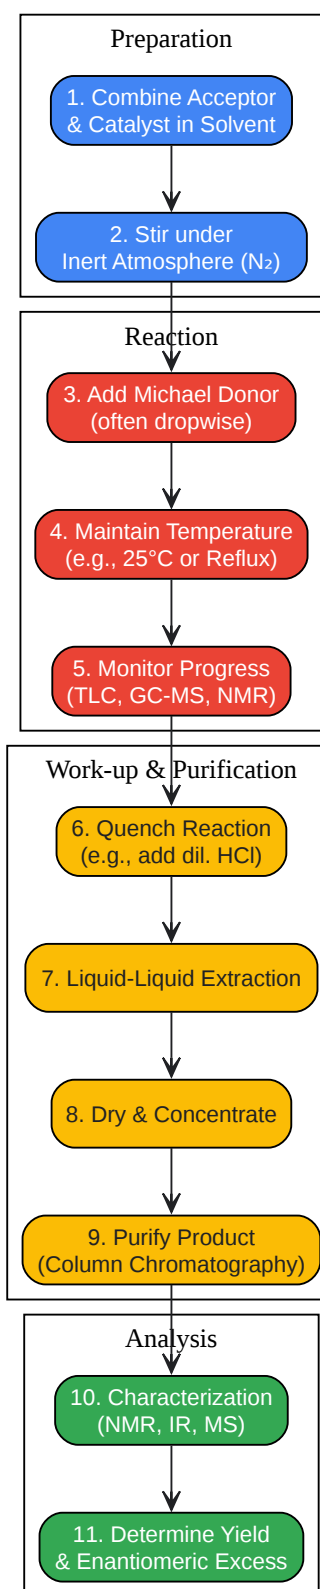 Preparation
1. Combine Acceptor
& Catalyst in Solvent
2. Stir under
Inert Atmosphere (N₂)
Reaction
3. Add Michael Donor
(often dropwise)
4. Maintain Temperature
(e.g., 25°C or Reflux)
5. Monitor Progress
(TLC, GC-MS, NMR)
Work-up & Purification
6. Quench Reaction
(e.g., add dil. HCl)
7. Liquid-Liquid Extraction
8. Dry & Concentrate
9. Purify Product
(Column Chromatography)
Analysis
10. Characterization
(NMR, IR, MS)
11. Determine Yield
& Enantiomeric Excess